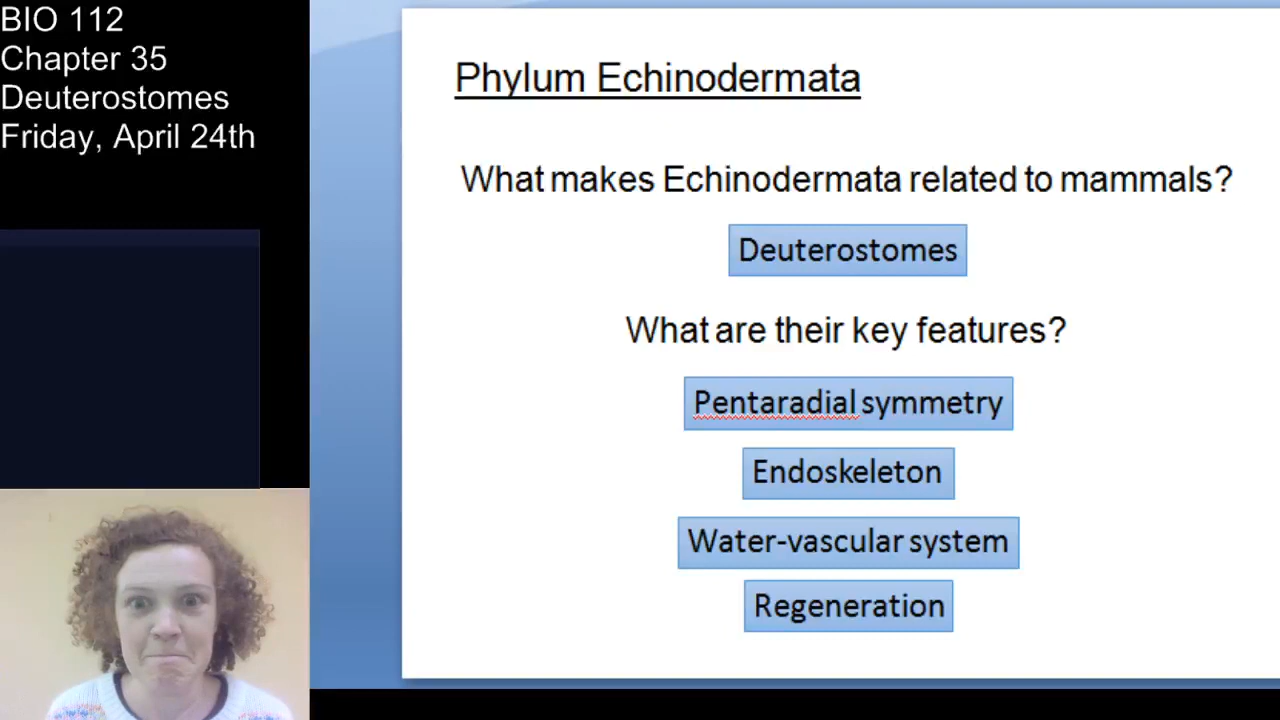 BIO 112
Chapter 35
Deuterostomes
Friday, April 24th
Phylum Echinodermata
What makes Echinodermata related to mammals?
Deuterostomes
What are their key features?
Pentaradial symmetry
Endoskeleton
Water-vascular system
Regeneration